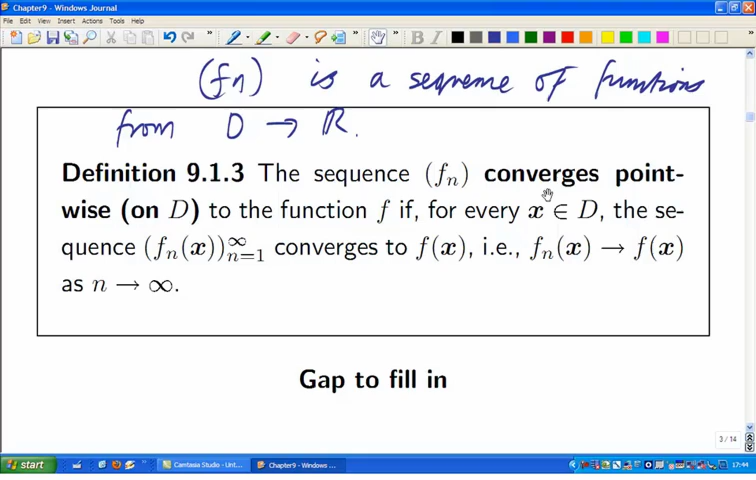 Chapter9 - Windows Journal
File Edit View Insert Actions Tools Help
B I
(fn) is a sequence of functions
from D → ℝ.
Definition 9.1.3 The sequence (fₙ) converges point-
wise (on D) to the function f if, for every x ∈ D, the se-
quence (fₙ(x))ₙ₌₁^∞ converges to f(x), i.e., fₙ(x) → f(x)
as n → ∞.
Gap to fill in
3 / 14
start Camtasia Studio - Unt... Chapter9 - Windows ... 17:44